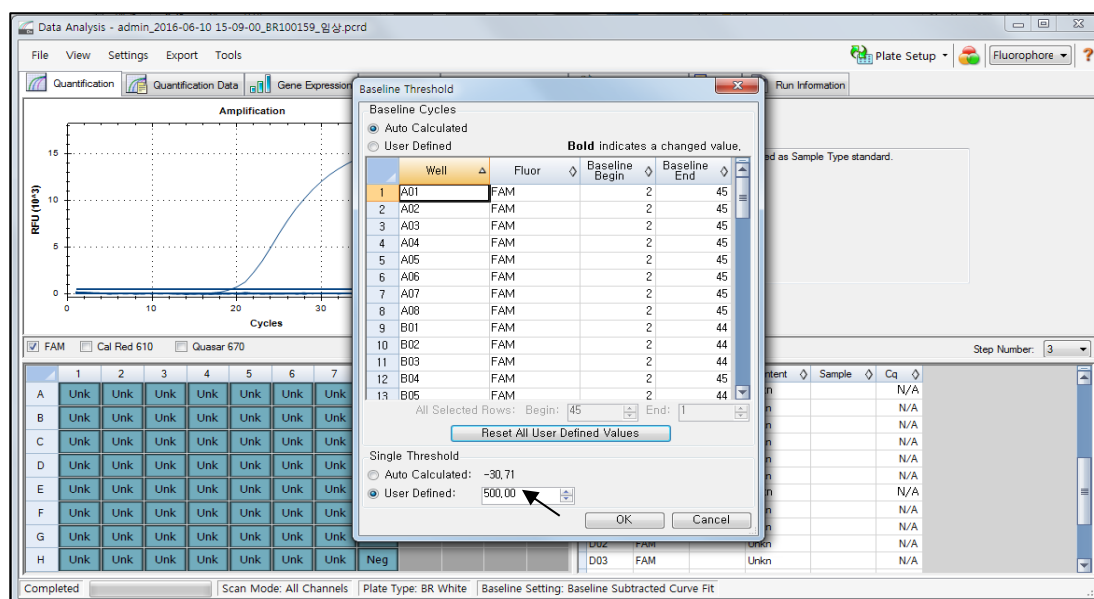 Data Analysis - admin_2016-06-10 15-09-00_BR100159_임상.pcrd
File View Settings Export Tools Plate Setup Fluorophore ?
Quantification Quantification Data Gene Expression Run Information
Amplification
RFU (10^3)
15
10
5
0
0 10 20 30
Cycles
FAM Cal Red 610 Quasar 670
Step Number: 3
ed as Sample Type standard.
Baseline Threshold
Baseline Cycles
Auto Calculated
User Defined Bold indicates a changed value.
Well Fluor Baseline Begin Baseline End
1 A01 FAM 2 45
2 A02 FAM 2 45
3 A03 FAM 2 45
4 A04 FAM 2 45
5 A05 FAM 2 45
6 A06 FAM 2 45
7 A07 FAM 2 45
8 A08 FAM 2 45
9 B01 FAM 2 44
10 B02 FAM 2 44
11 B03 FAM 2 44
12 B04 FAM 2 45
13 B05 FAM 2 44
All Selected Rows: Begin: 45 End: 1
Reset All User Defined Values
Single Threshold
Auto Calculated: -30.71
User Defined: 500.00
OK Cancel
1 2 3 4 5 6 7
A Unk Unk Unk Unk Unk Unk Unk
B Unk Unk Unk Unk Unk Unk Unk
C Unk Unk Unk Unk Unk Unk Unk
D Unk Unk Unk Unk Unk Unk Unk
E Unk Unk Unk Unk Unk Unk Unk
F Unk Unk Unk Unk Unk Unk Unk
G Unk Unk Unk Unk Unk Unk Unk
H Unk Unk Unk Unk Unk Unk Unk Neg
ntent Sample Cq
n N/A
n N/A
n N/A
n N/A
n N/A
n N/A
n N/A
n N/A
n N/A
D02 FAM Unkn N/A
D03 FAM Unkn N/A
Completed Scan Mode: All Channels Plate Type: BR White Baseline Setting: Baseline Subtracted Curve Fit